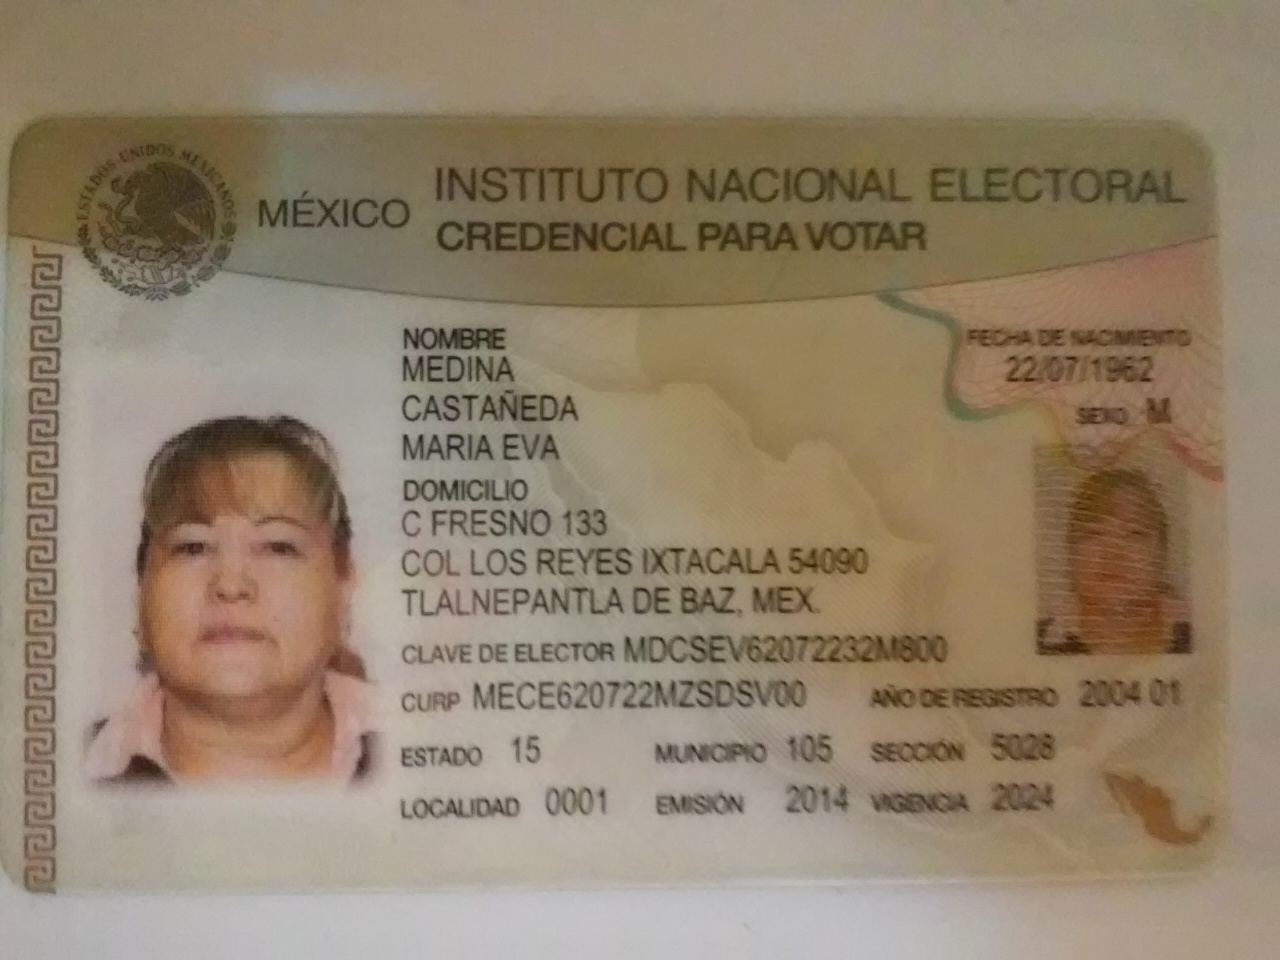 ESTADOS UNIDOS MEXICANOS
MÉXICO
INSTITUTO NACIONAL ELECTORAL
CREDENCIAL PARA VOTAR
NOMBRE
MEDINA
CASTAÑEDA
MARIA EVA
FECHA DE NACIMIENTO
22/07/1962
SEXO M
DOMICILIO
C FRESNO 133
COL LOS REYES IXTACALA 54090
TLALNEPANTLA DE BAZ, MEX.
CLAVE DE ELECTOR MDCSEV62072232M800
CURP MECE620722MZSDSV00 AÑO DE REGISTRO 2004 01
ESTADO 15 MUNICIPIO 105 SECCIÓN 5028
LOCALIDAD 0001 EMISIÓN 2014 VIGENCIA 2024